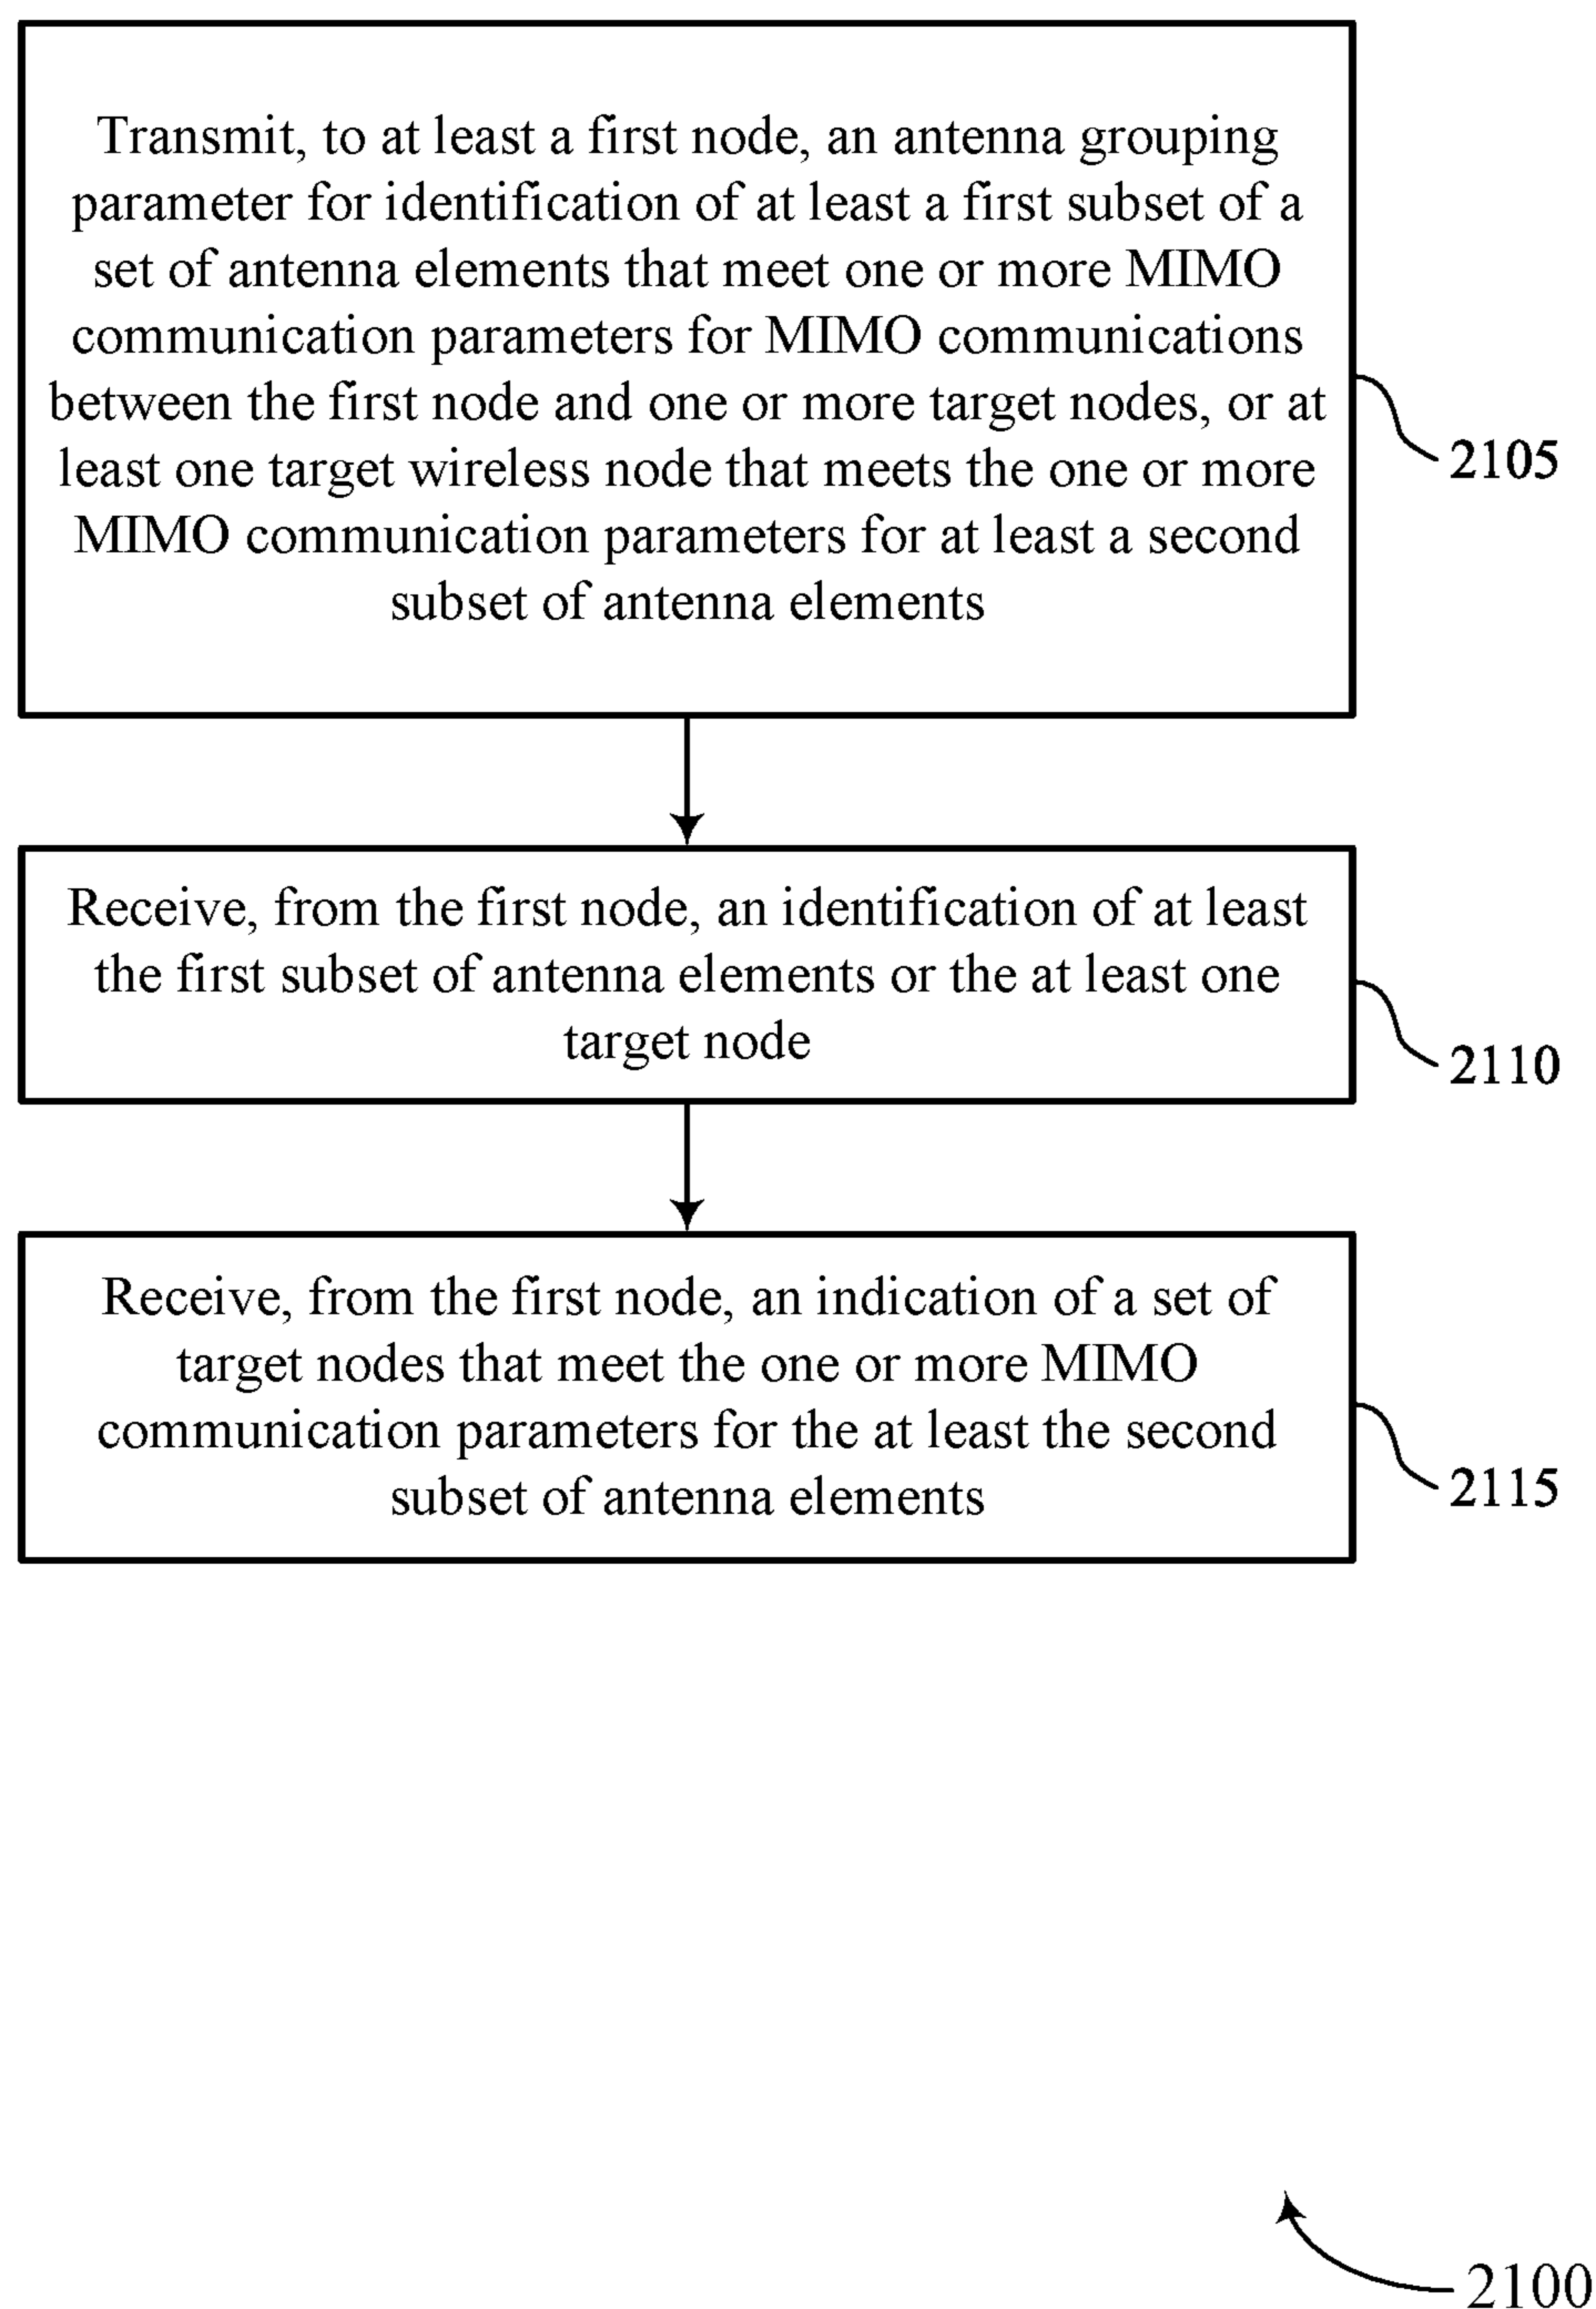 Transmit, to at least a first node, an antenna grouping
parameter for identification of at least a first subset of a
set of antenna elements that meet one or more MIMO
communication parameters for MIMO communications
between the first node and one or more target nodes, or at
least one target wireless node that meets the one or more
MIMO communication parameters for at least a second
subset of antenna elements
2105
Receive, from the first node, an identification of at least
the first subset of antenna elements or the at least one
target node
2110
Receive, from the first node, an indication of a set of
target nodes that meet the one or more MIMO
communication parameters for the at least the second
subset of antenna elements
2115
2100